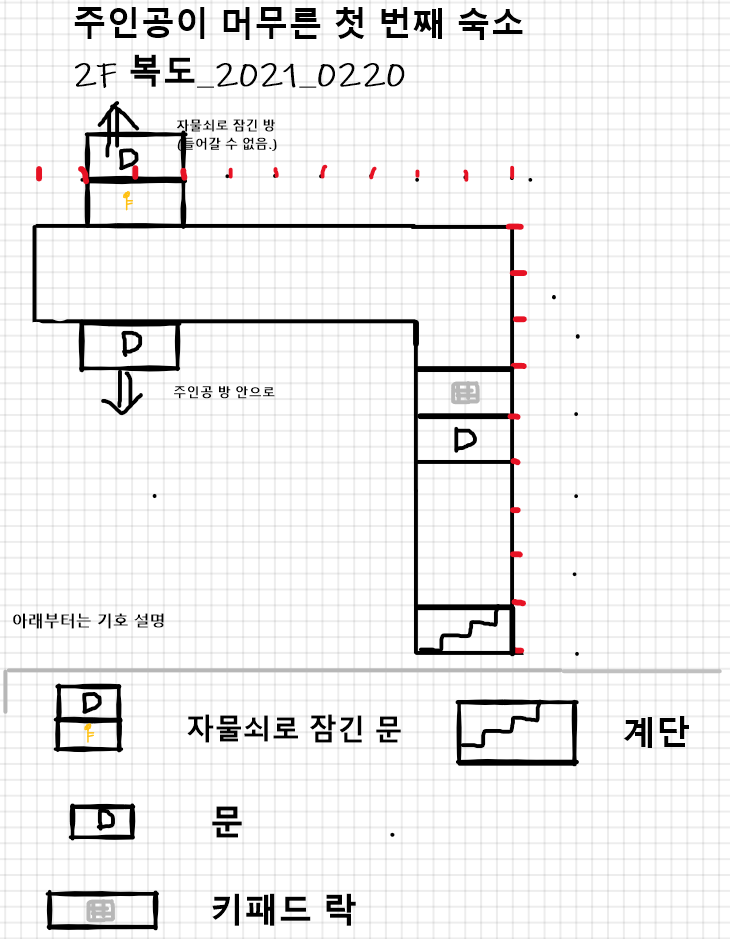 주인공이 머무른 첫 번째 숙소
2F 복도_2021_0220
자물쇠로 잠긴 방
(들어갈 수 없음.)
D
D
주인공 방 안으로
D
아래부터는 기호 설명
D
자물쇠로 잠긴 문
계단
D
문
키패드 락